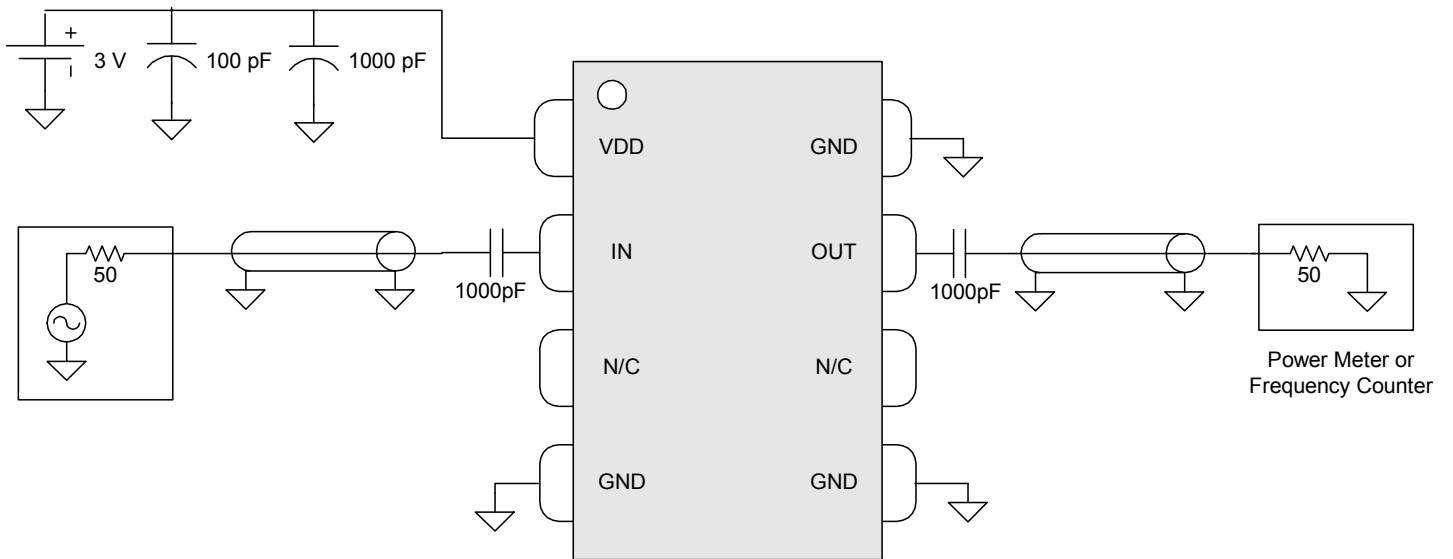 +
3 V
100 pF
1000 pF
VDD
GND
50
1000pF
IN
OUT
1000pF
50
N/C
N/C
Power Meter or
Frequency Counter
GND
GND